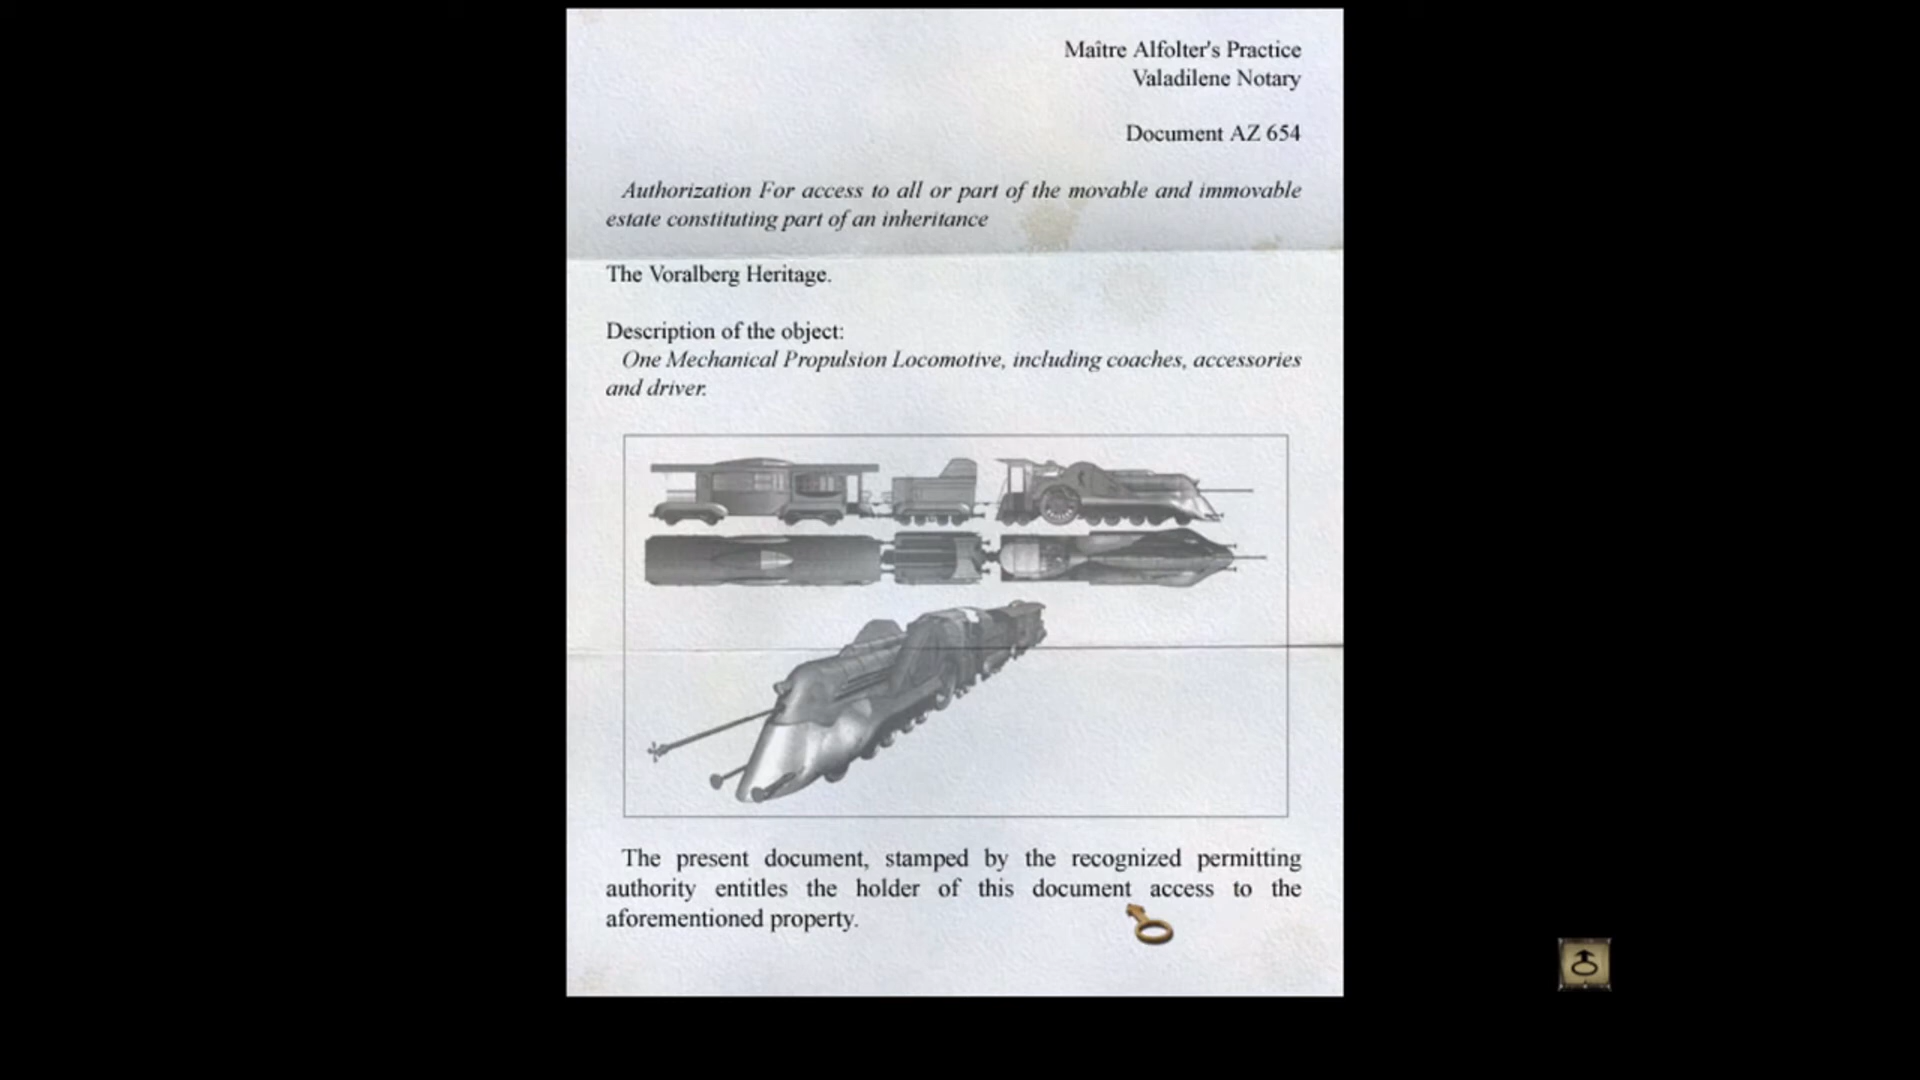 Maître Alfolter's Practice
Valadilene Notary
Document AZ 654
Authorization For access to all or part of the movable and immovable
estate constituting part of an inheritance
The Voralberg Heritage.
Description of the object:
One Mechanical Propulsion Locomotive, including coaches, accessories
and driver.
The present document, stamped by the recognized permitting
authority entitles the holder of this document access to the
aforementioned property.